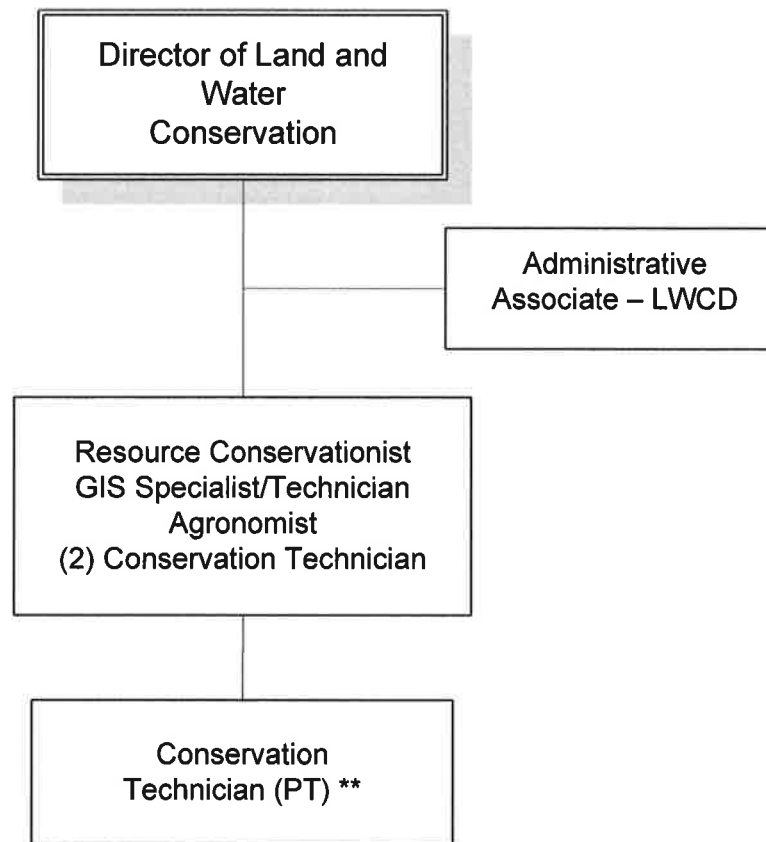 Director of Land and
Water
Conservation
Administrative
Associate – LWCD
Resource Conservationist
GIS Specialist/Technician
Agronomist
(2) Conservation Technician
Conservation
Technician (PT) **